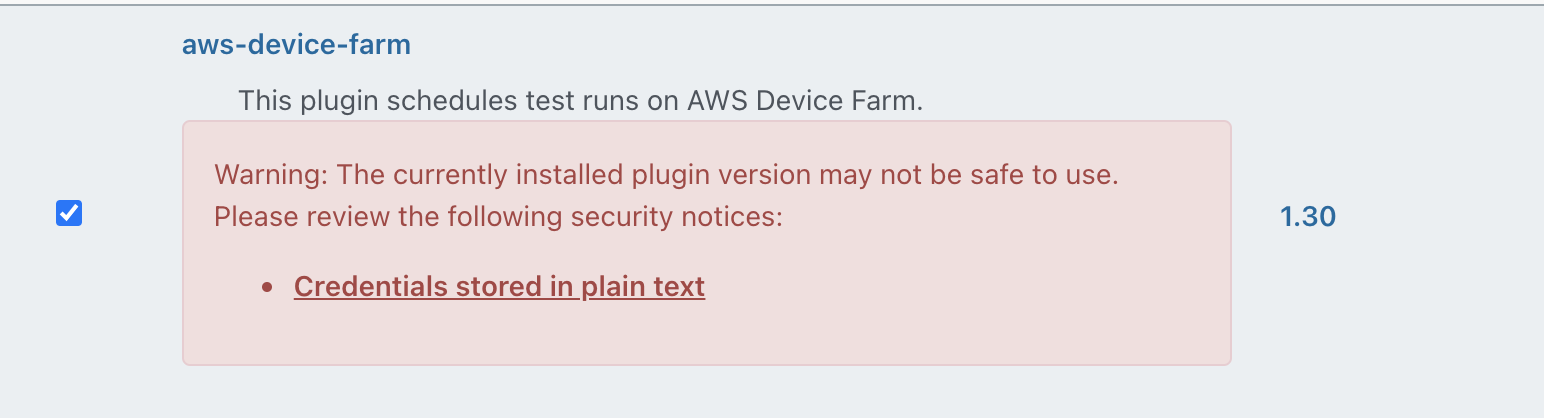 aws-device-farm
This plugin schedules test runs on AWS Device Farm.
Warning: The currently installed plugin version may not be safe to use.
Please review the following security notices:
• Credentials stored in plain text
1.30